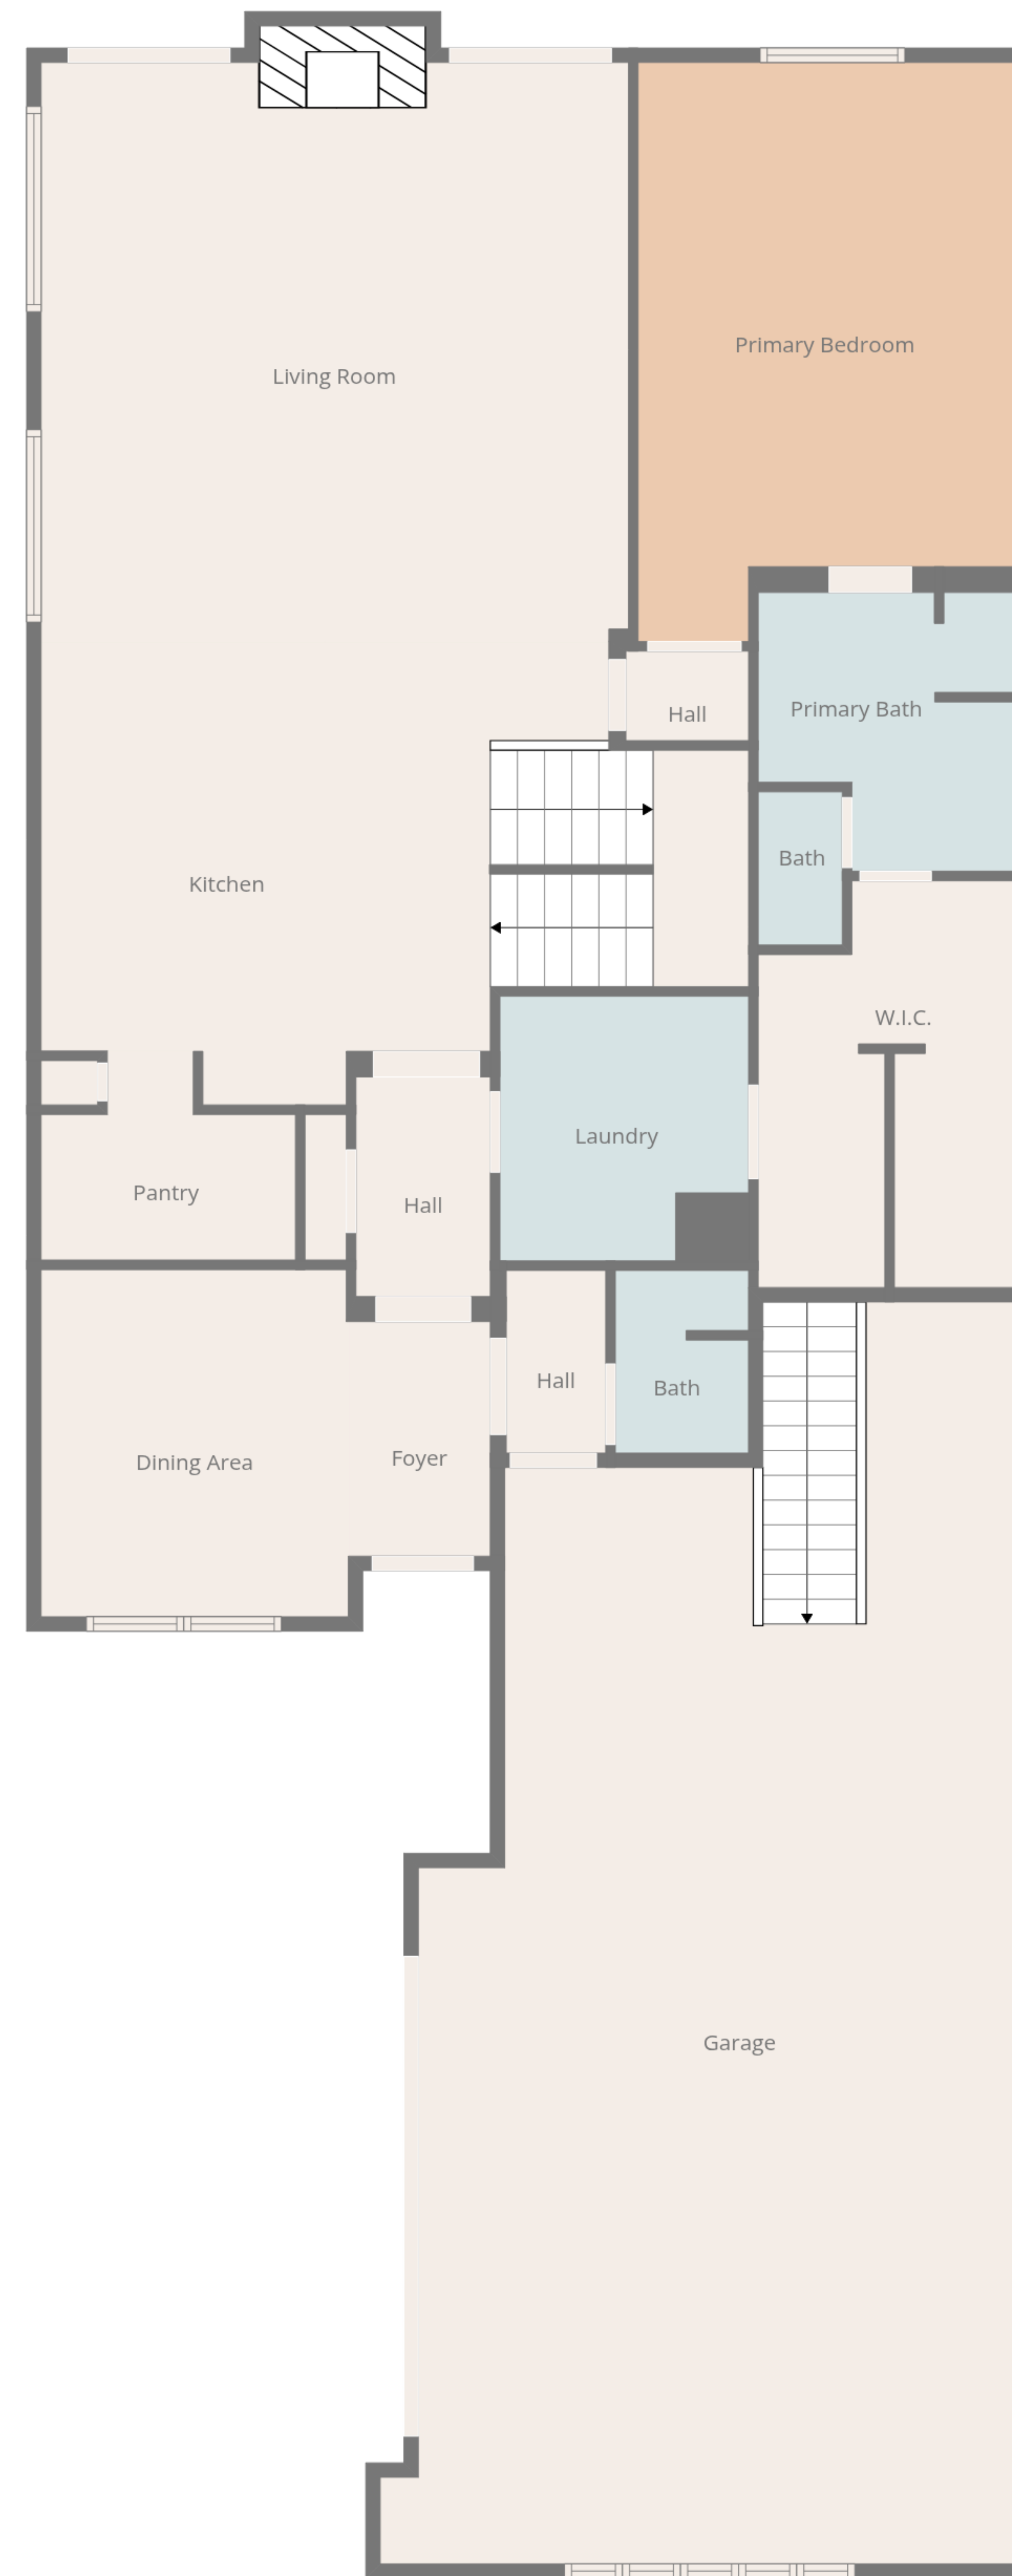 Primary Bedroom
Living Room
Primary Bath
Hall
Bath
Kitchen
W.I.C.
Laundry
Pantry
Hall
Hall
Bath
Foyer
Dining Area
Garage